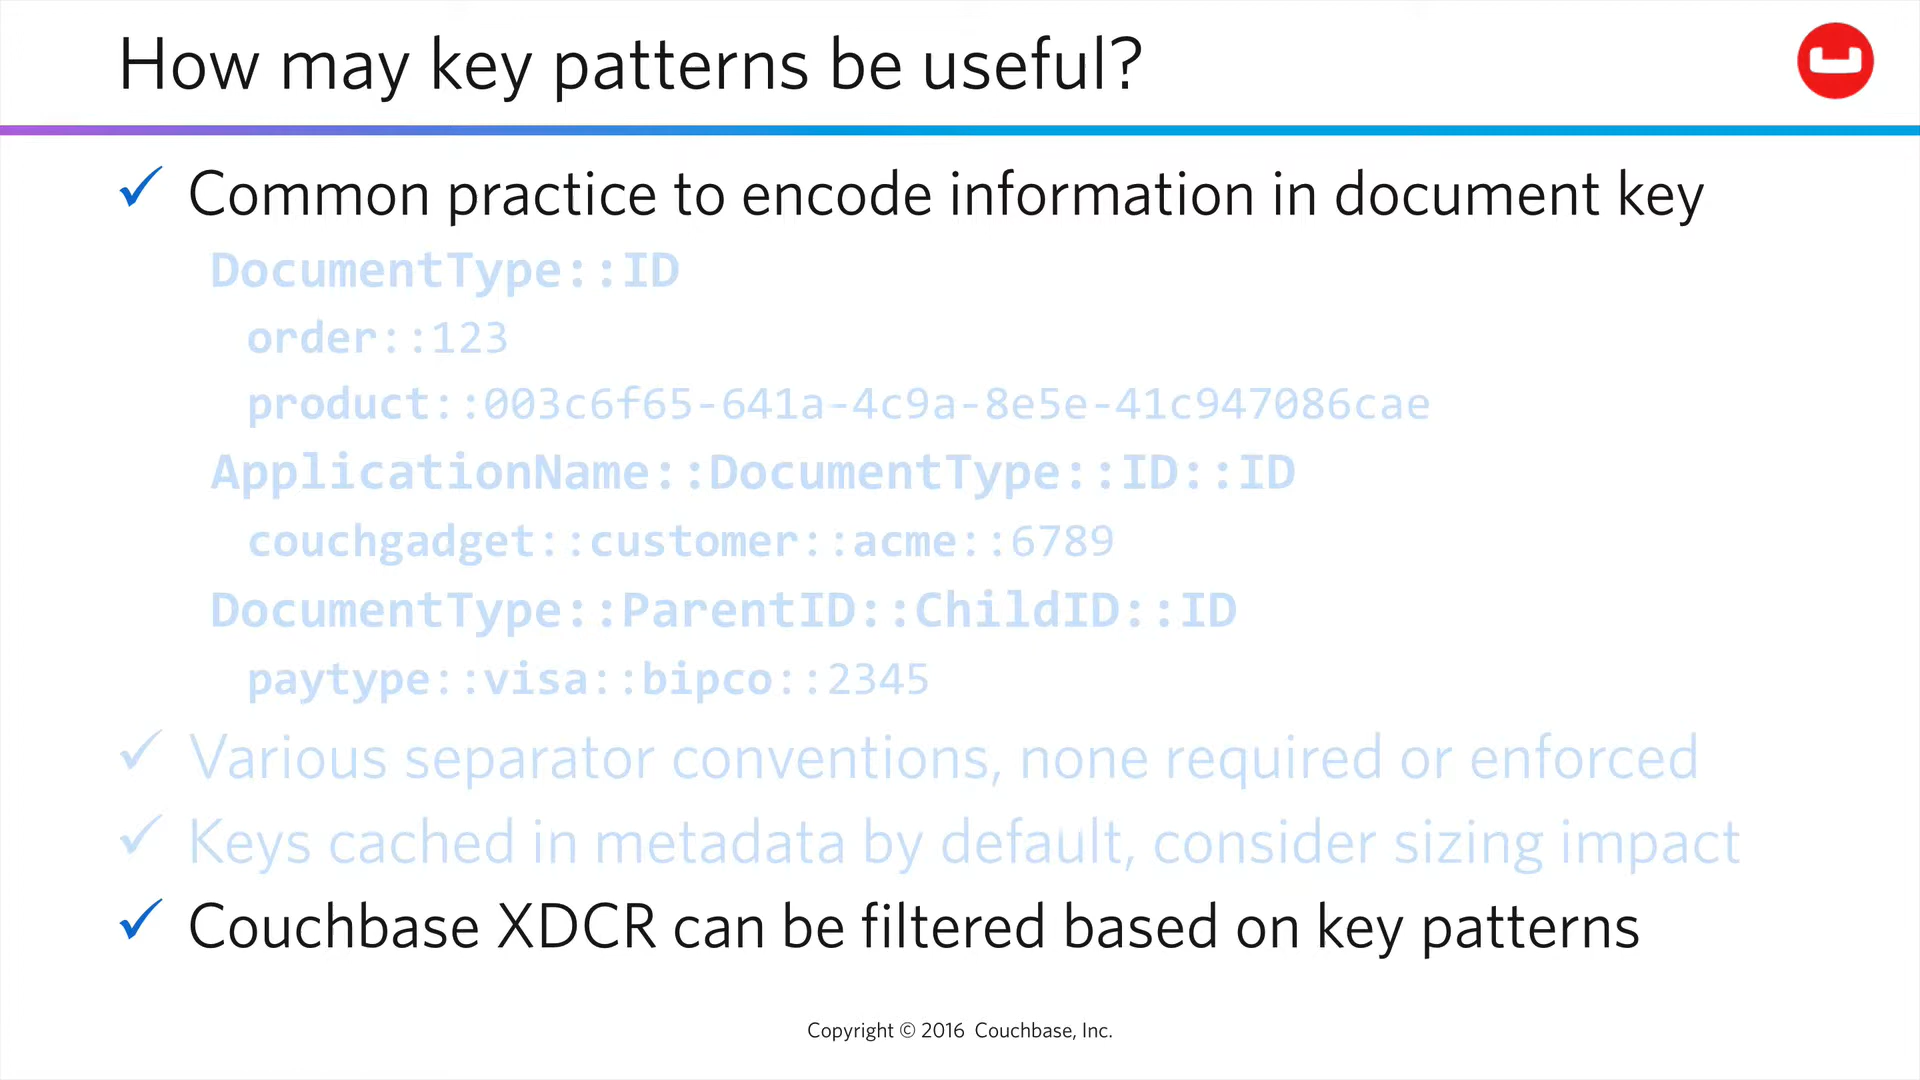 How may key patterns be useful?
✓ Common practice to encode information in document key
DocumentType::ID
order::123
product::003c6f65-641a-4c9a-8e5e-41c947086cae
ApplicationName::DocumentType::ID::ID
couchgadget::customer::acme::6789
DocumentType::ParentID::ChildID::ID
paytype::visa::bipco::2345
✓ Various separator conventions, none required or enforced
✓ Keys cached in metadata by default, consider sizing impact
✓ Couchbase XDCR can be filtered based on key patterns
Copyright © 2016 Couchbase, Inc.